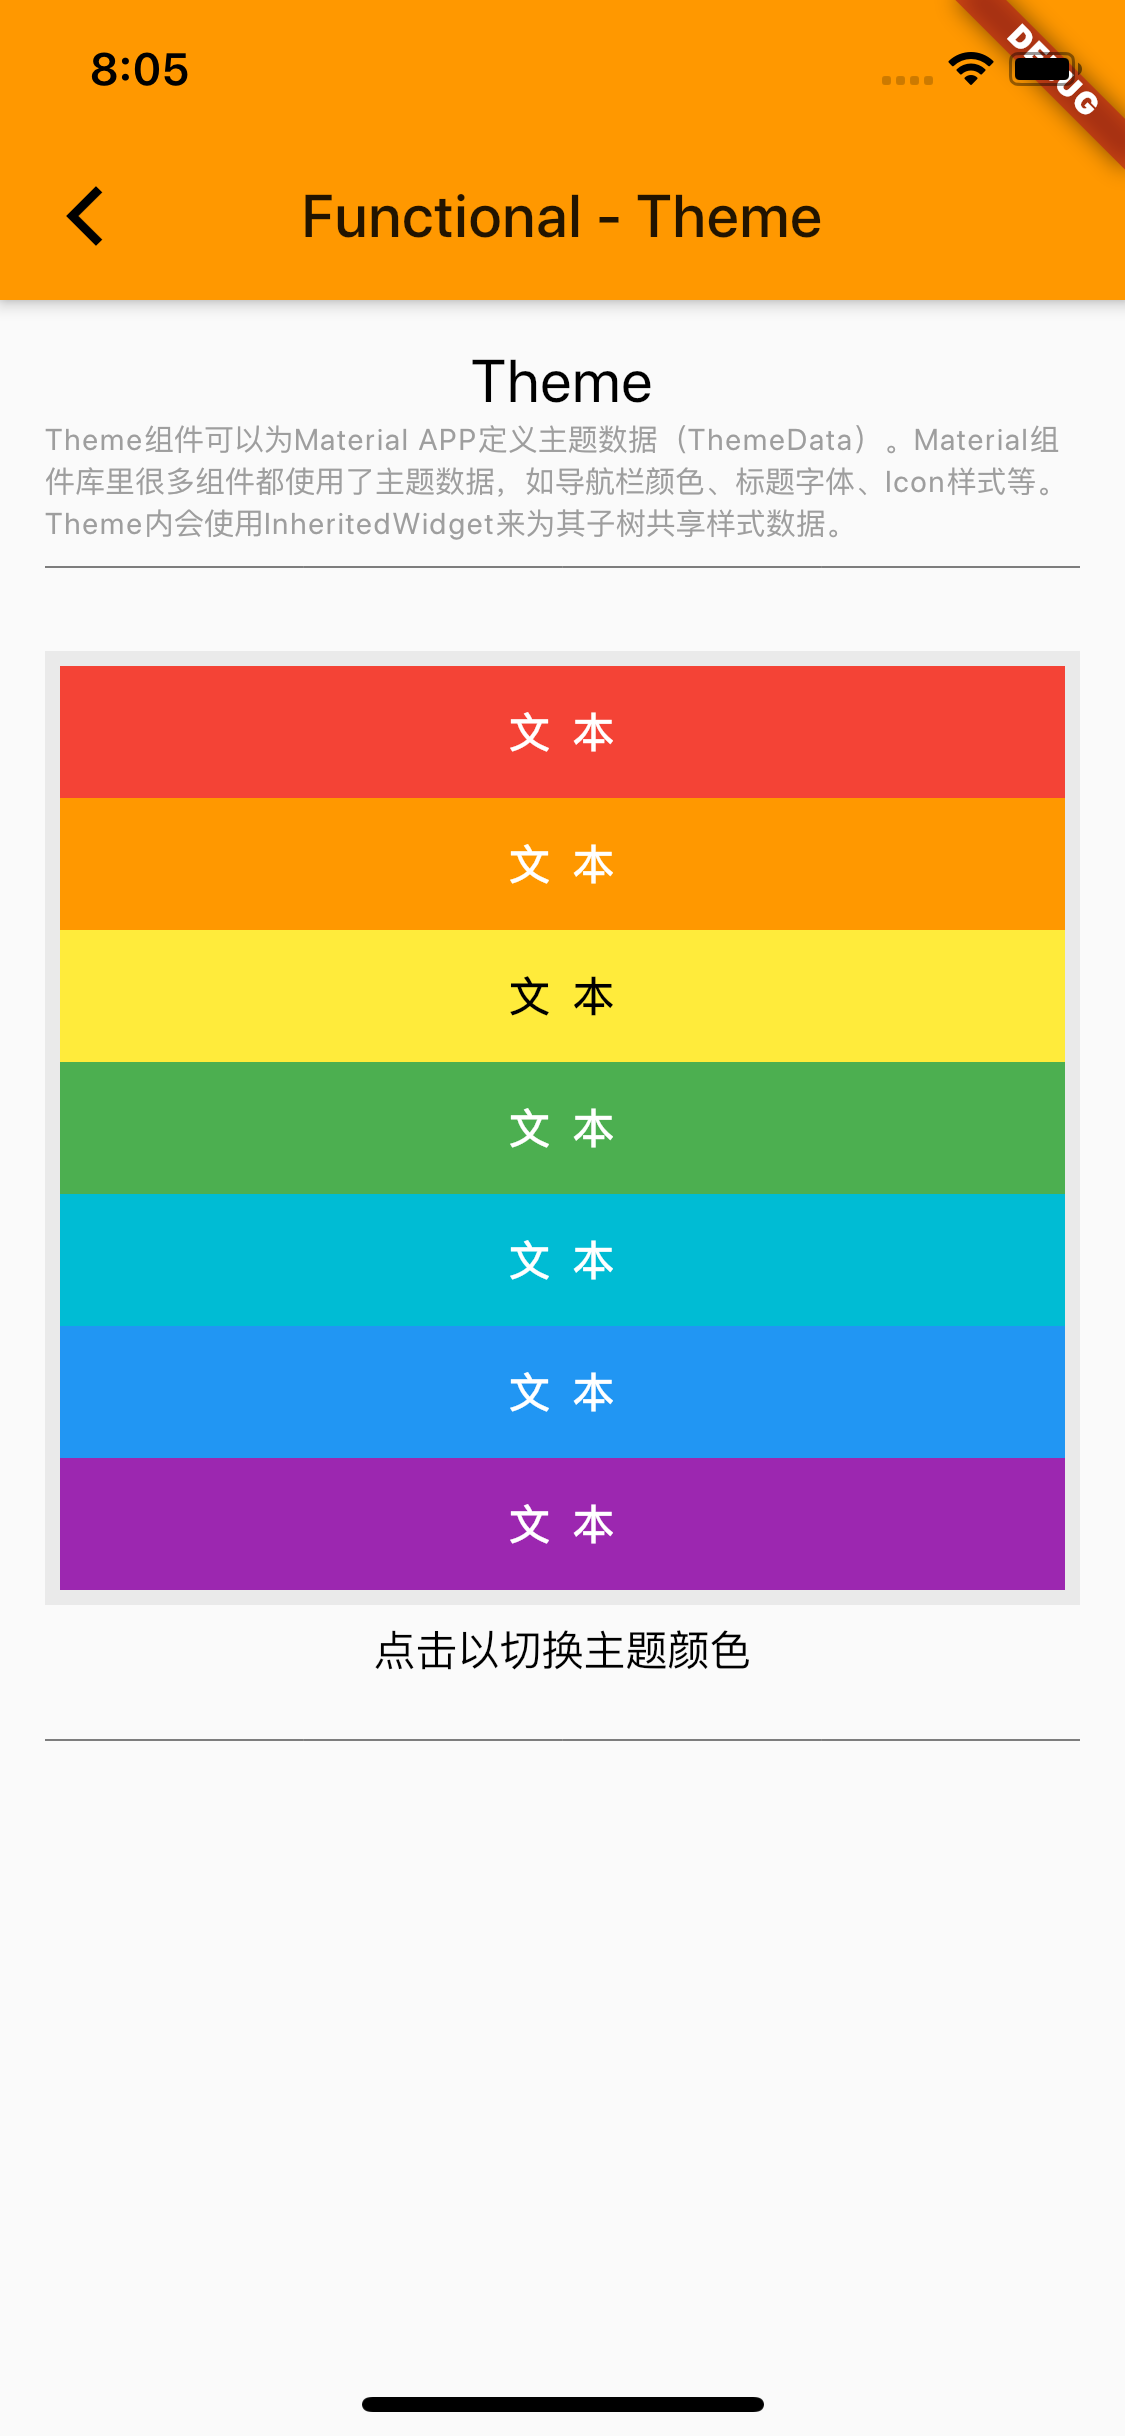 8:05
DEBUG
Functional - Theme
Theme
Theme组件可以为Material APP定义主题数据（ThemeData）。Material组
件库里很多组件都使用了主题数据，如导航栏颜色、标题字体、Icon样式等。
Theme内会使用InheritedWidget来为其子树共享样式数据。
文 本
文 本
文 本
文 本
文 本
文 本
文 本
点击以切换主题颜色